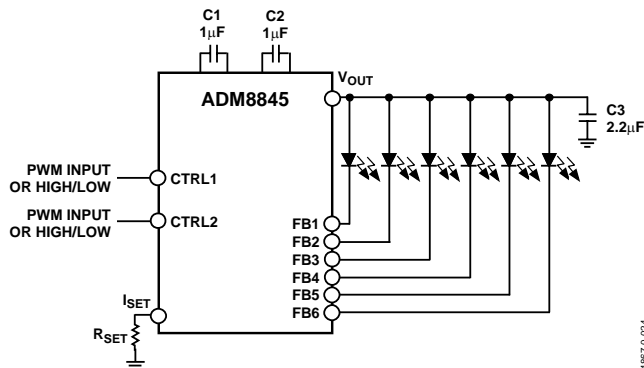 C1
1μF
C2
1μF
VOUT
ADM8845
C3
2.2μF
PWM INPUT
OR HIGH/LOW
CTRL1
PWM INPUT
OR HIGH/LOW
CTRL2
FB1
FB2
FB3
FB4
FB5
FB6
ISET
RSET